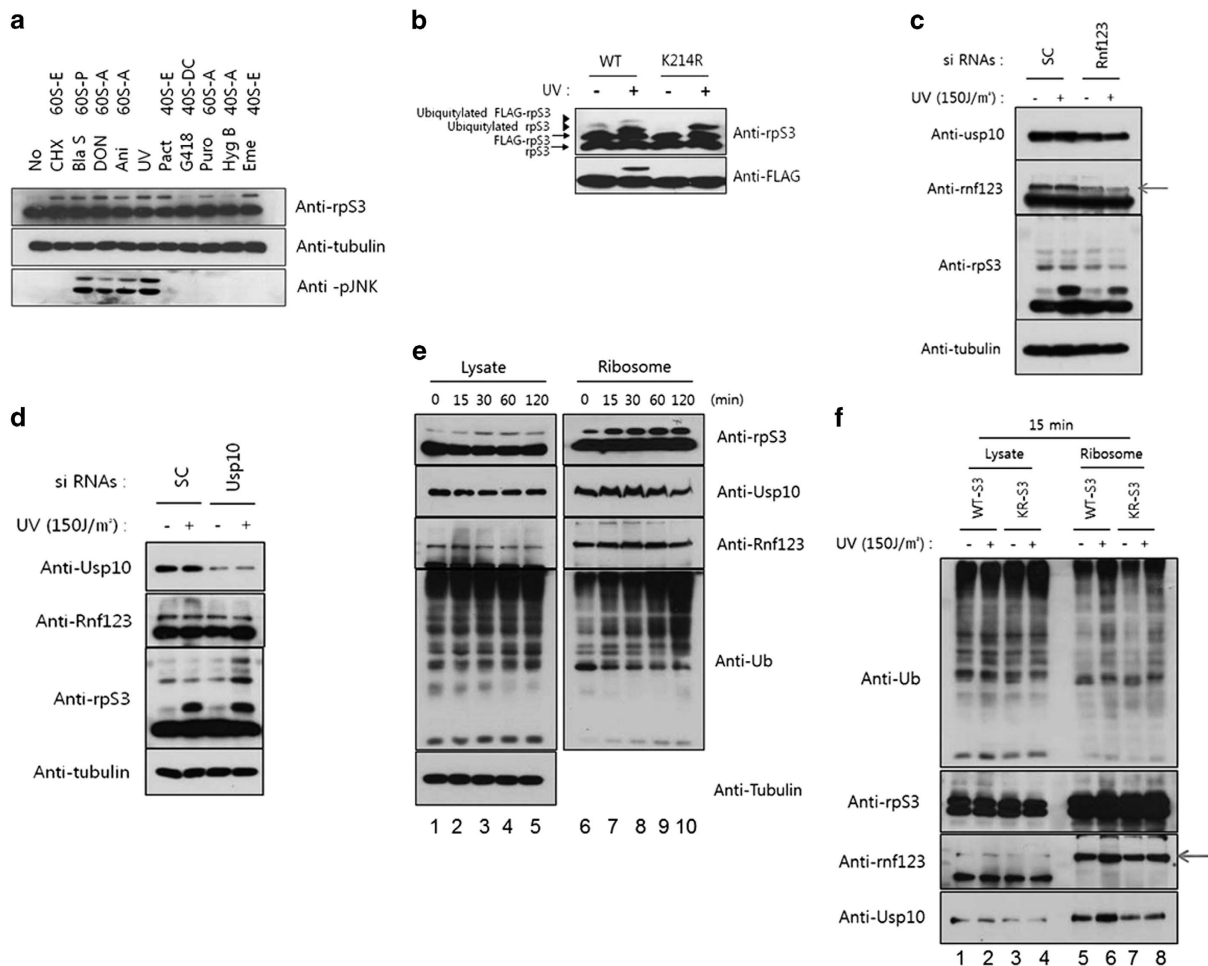 a
60S-E
60S-P
60S-A
60S-A
40S-E
40S-DC
60S-A
40S-A
40S-E
No
CHX
Bla S
DON
Ani
UV
Pact
G418
Puro
Hyg B
Eme
Anti-rpS3
Anti-tubulin
Anti -pJNK
b
WT K214R
UV : - + - +
Ubiquitylated FLAG-rpS3
Ubiquitylated rpS3
FLAG-rpS3
rpS3
Anti-rpS3
Anti-FLAG
c
si RNAs : SC Rnf123
UV (150J/m²) : - + - +
Anti-usp10
Anti-rnf123
Anti-rpS3
Anti-tubulin
d
si RNAs : SC Usp10
UV (150J/m²) : - + - +
Anti-Usp10
Anti-Rnf123
Anti-rpS3
Anti-tubulin
e
Lysate Ribosome
0 15 30 60 120 0 15 30 60 120 (min)
Anti-rpS3
Anti-Usp10
Anti-Rnf123
Anti-Ub
Anti-Tubulin
1 2 3 4 5 6 7 8 9 10
f
15 min
Lysate Ribosome
WT-S3 KR-S3 WT-S3 KR-S3
UV (150J/m²) : - + - + - + - +
Anti-Ub
Anti-rpS3
Anti-rnf123
Anti-Usp10
1 2 3 4 5 6 7 8